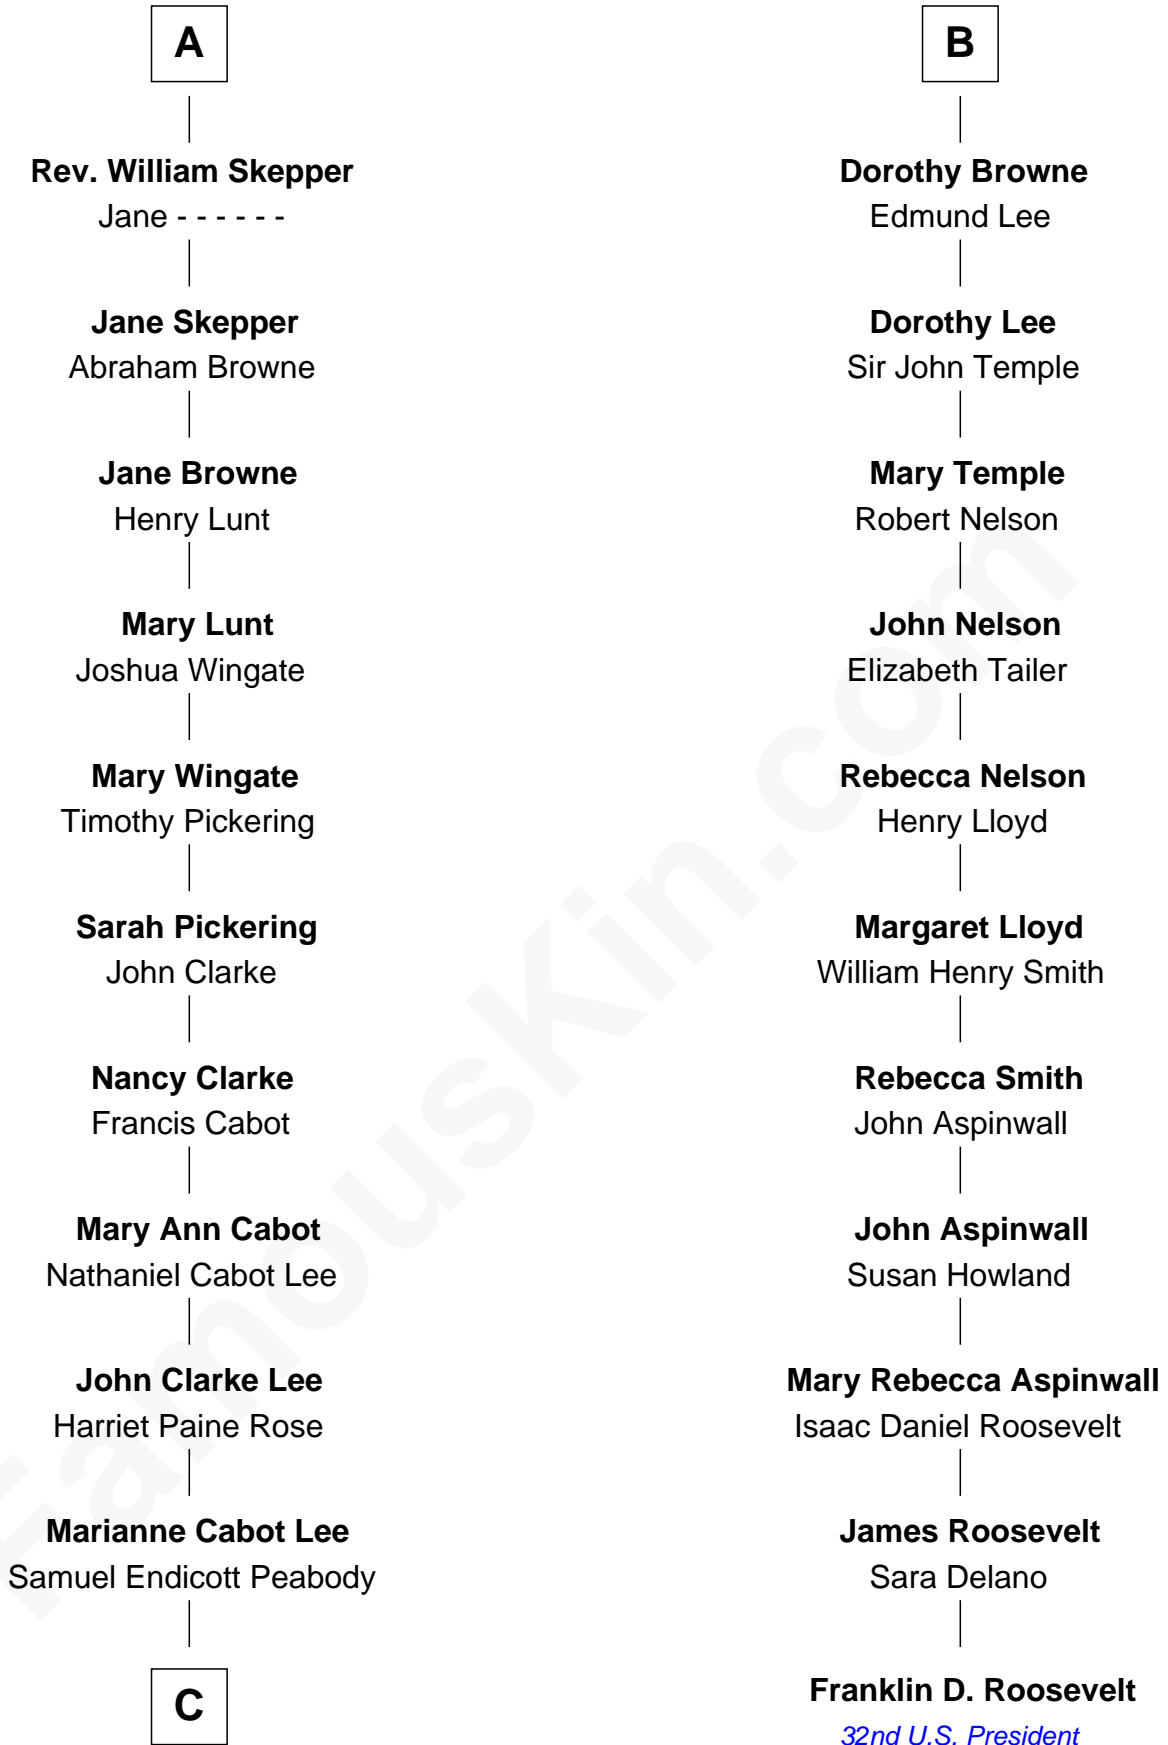 A
Rev. William Skepper
Jane - - - - - -
Jane Skepper
Abraham Browne
Jane Browne
Henry Lunt
Mary Lunt
Joshua Wingate
Mary Wingate
Timothy Pickering
Sarah Pickering
John Clarke
Nancy Clarke
Francis Cabot
Mary Ann Cabot
Nathaniel Cabot Lee
John Clarke Lee
Harriet Paine Rose
Marianne Cabot Lee
Samuel Endicott Peabody
C
B
Dorothy Browne
Edmund Lee
Dorothy Lee
Sir John Temple
Mary Temple
Robert Nelson
John Nelson
Elizabeth Tailer
Rebecca Nelson
Henry Lloyd
Margaret Lloyd
William Henry Smith
Rebecca Smith
John Aspinwall
John Aspinwall
Susan Howland
Mary Rebecca Aspinwall
Isaac Daniel Roosevelt
James Roosevelt
Sara Delano
Franklin D. Roosevelt
32nd U.S. President
FamousKin.com